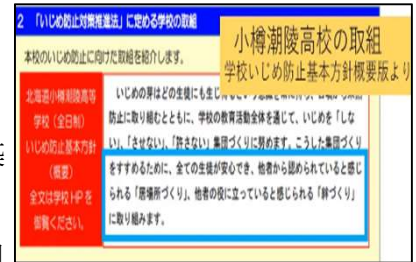 2 「いじめ防止対策推進法」に定める学校の取組
小樽潮陵高校の取組
学校いじめ防止基本方針概要版より
本校のいじめ防止に向けた取組を紹介します。
北海道小樽潮陵高等
学校（全日制）
いじめ防止基本方針
（概要）
全文は学校HPを
御覧ください。
いじめの芽はどの生徒にも生じ
防止に取り組むとともに、学校の教育活動全体を通じて、いじめを「しな
い」、「させない」、「許さない」集団づくりに努めます。こうした集団づくり
をすすめるために、全ての生徒が安心でき、他者から認められていると感じ
られる「居場所づくり」、他者の役に立っていると感じられる「絆づくり」
に取り組みます。